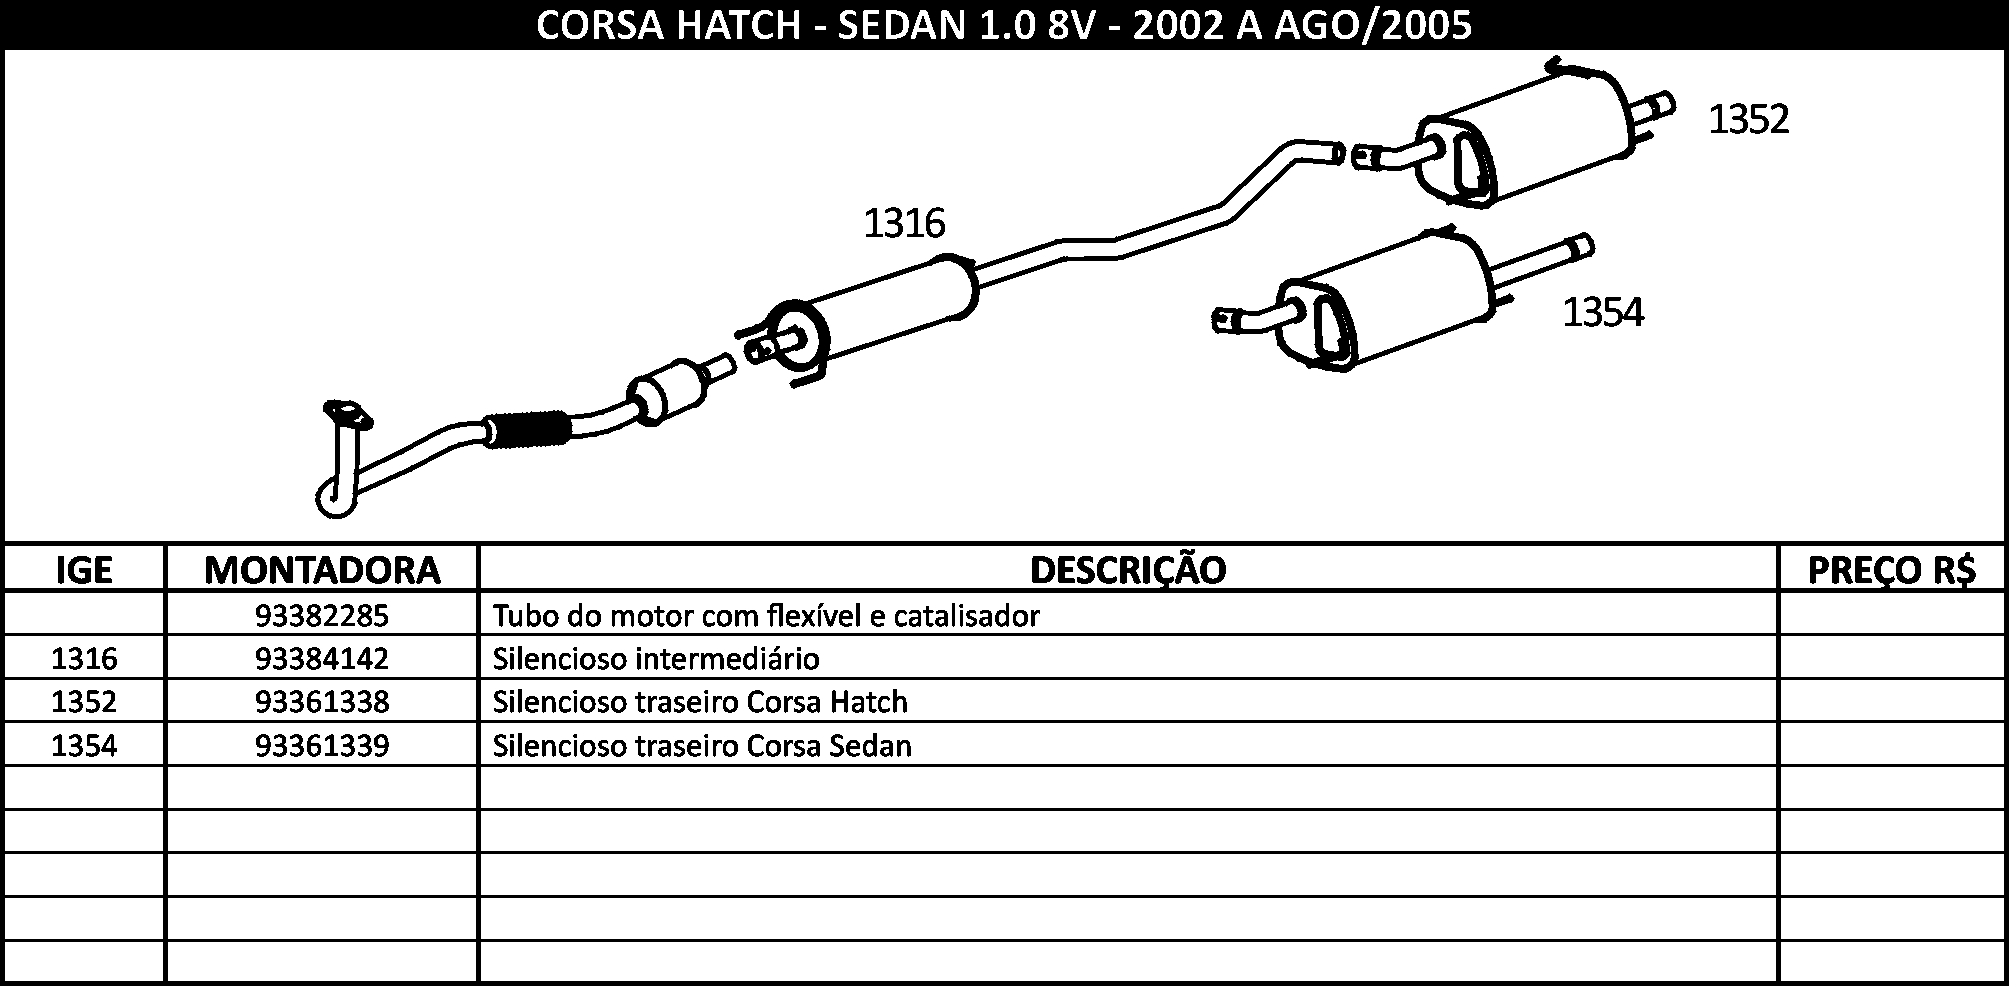 CORSA HATCH - SEDAN 1.0 8V - 2002 A AGO/2005
1352
1316
1354
IGE MONTADORA DESCRIÇÃO PREÇO R$
93382285 Tubo do motor com flexível e catalisador
1316 93384142 Silencioso intermediário
1352 93361338 Silencioso traseiro Corsa Hatch
1354 93361339 Silencioso traseiro Corsa Sedan